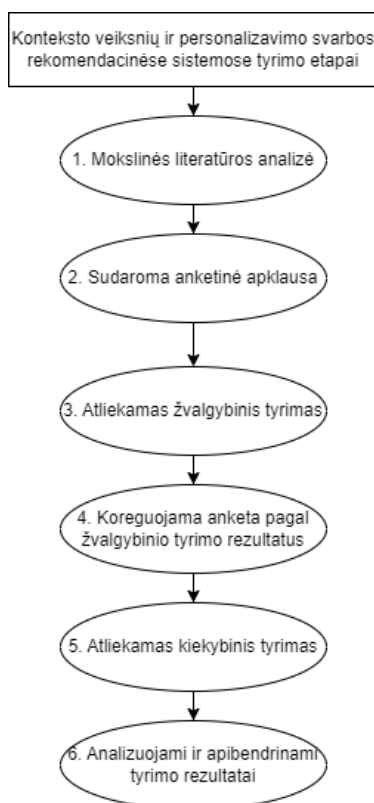 Konteksto veiksnių ir personalizavimo svarbos
rekomendacinėse sistemose tyrimo etapai
1. Mokslinės literatūros analizė
2. Sudaroma anketinė apklausa
3. Atliekamas žvalgybinis tyrimas
4. Koreguojama anketa pagal
žvalgybinio tyrimo rezultatus
5. Atliekamas kiekybinis tyrimas
6. Analizuojami ir apibendrinami
tyrimo rezultatai